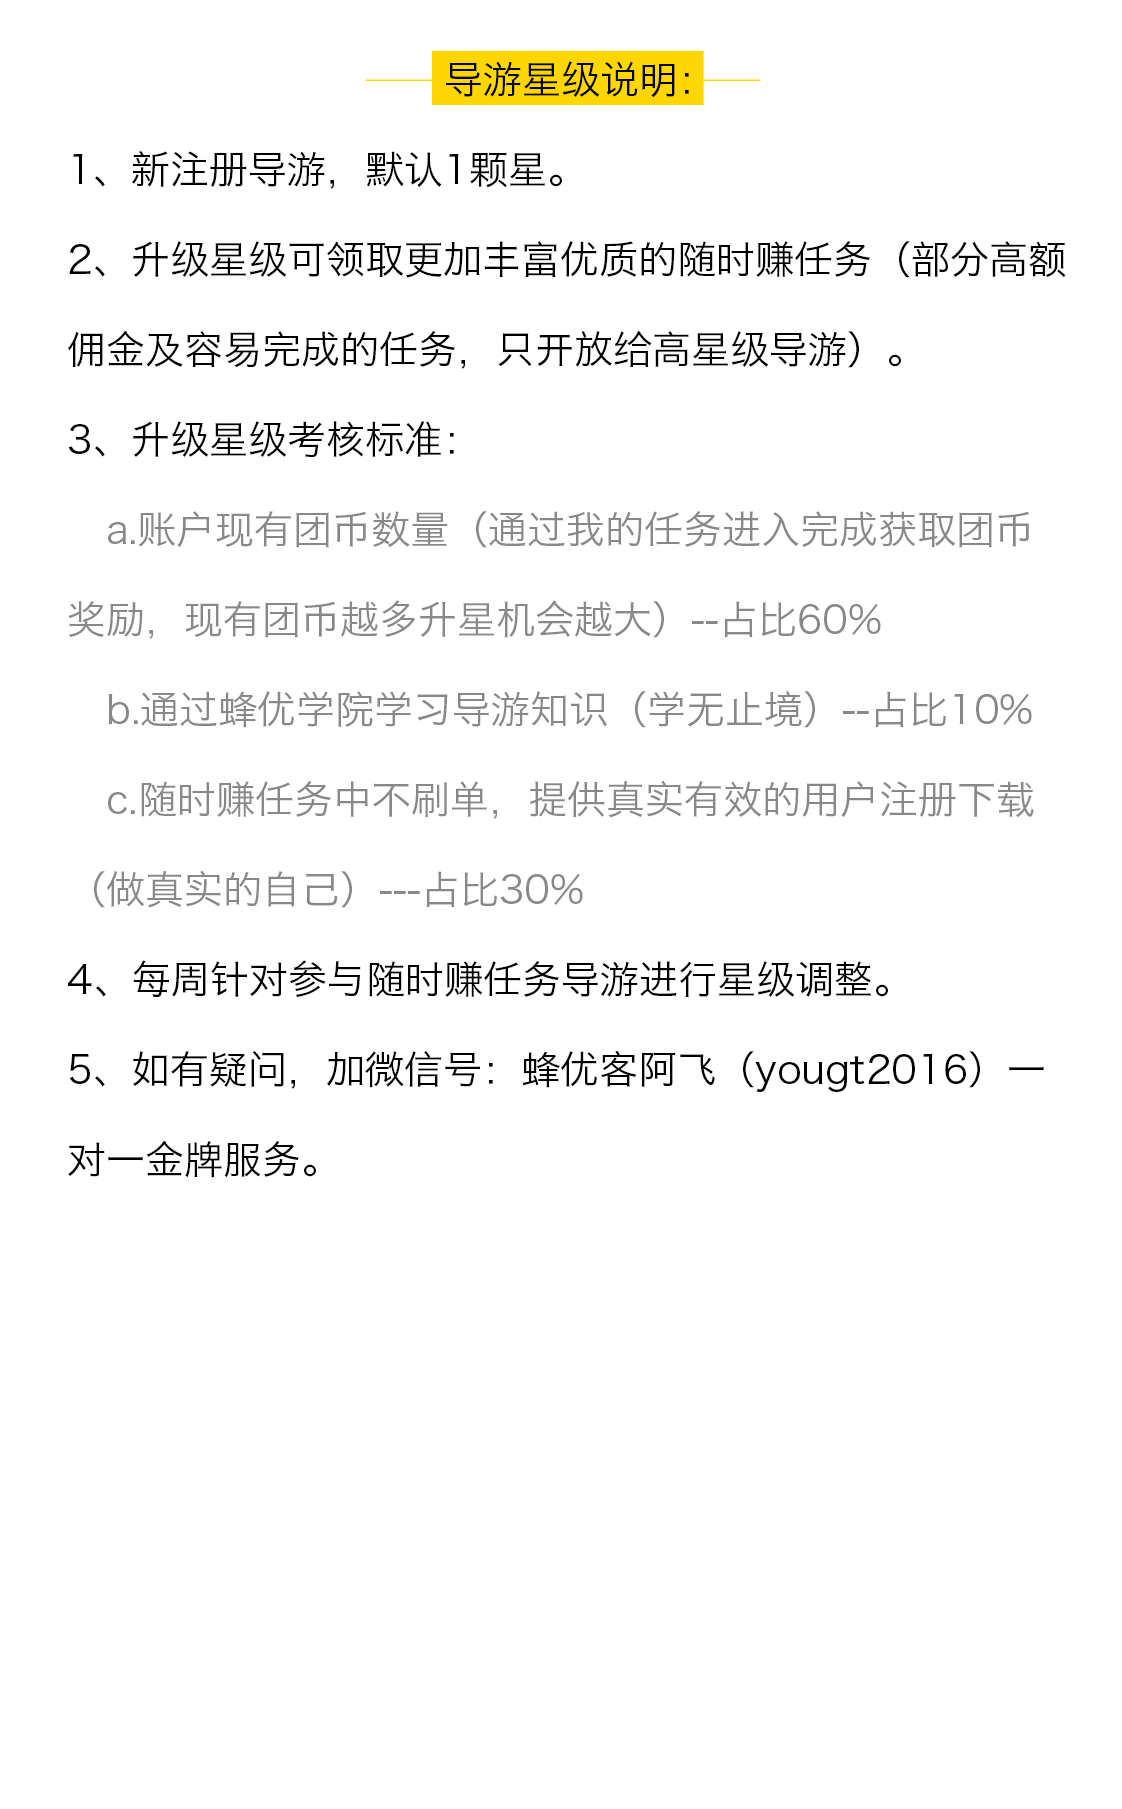 导游星级说明：
1、新注册导游，默认1颗星。
2、升级星级可领取更加丰富优质的随时赚任务（部分高额
佣金及容易完成的任务，只开放给高星级导游）。
3、升级星级考核标准：
a.账户现有团币数量（通过我的任务进入完成获取团币
奖励，现有团币越多升星机会越大）--占比60%
b.通过蜂优学院学习导游知识（学无止境）--占比10%
c.随时赚任务中不刷单，提供真实有效的用户注册下载
（做真实的自己）---占比30%
4、每周针对参与随时赚任务导游进行星级调整。
5、如有疑问，加微信号：蜂优客阿飞（yougt2016）一
对一金牌服务。